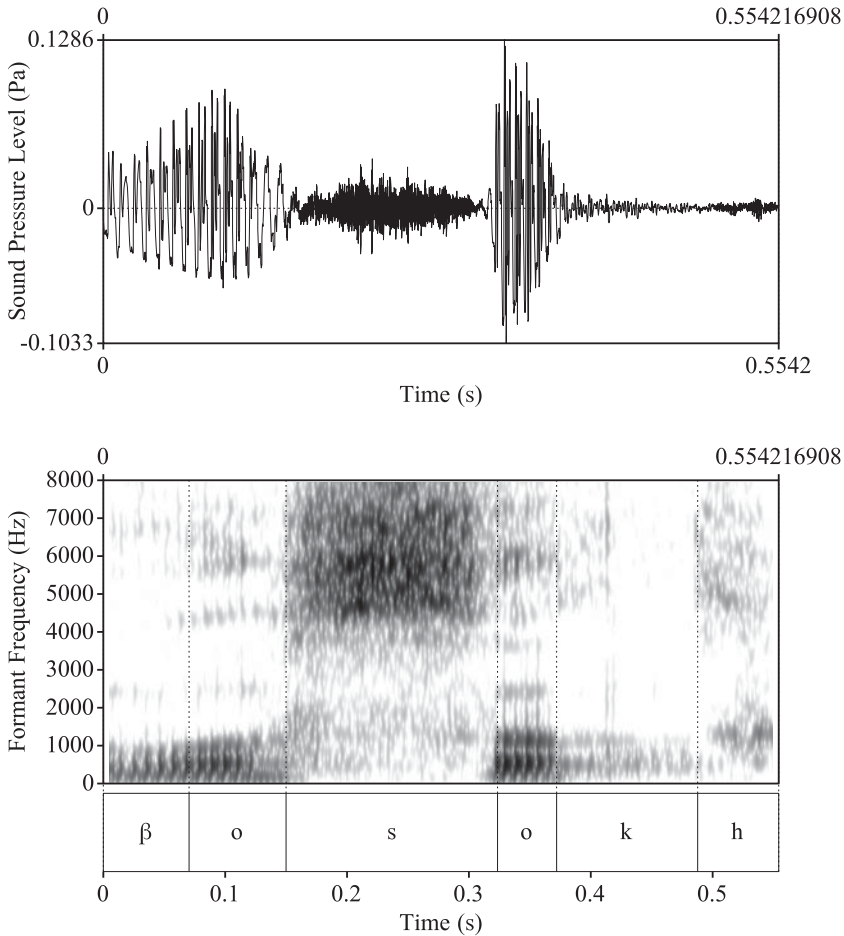 0 0.554216908
0.1286
Sound Pressure Level (Pa)
0
-0.1033
0 0.5542
Time (s)
0 0.554216908
8000
7000
6000
5000
4000
3000
2000
1000
0
Formant Frequency (Hz)
β o s o k h
0 0.1 0.2 0.3 0.4 0.5
Time (s)